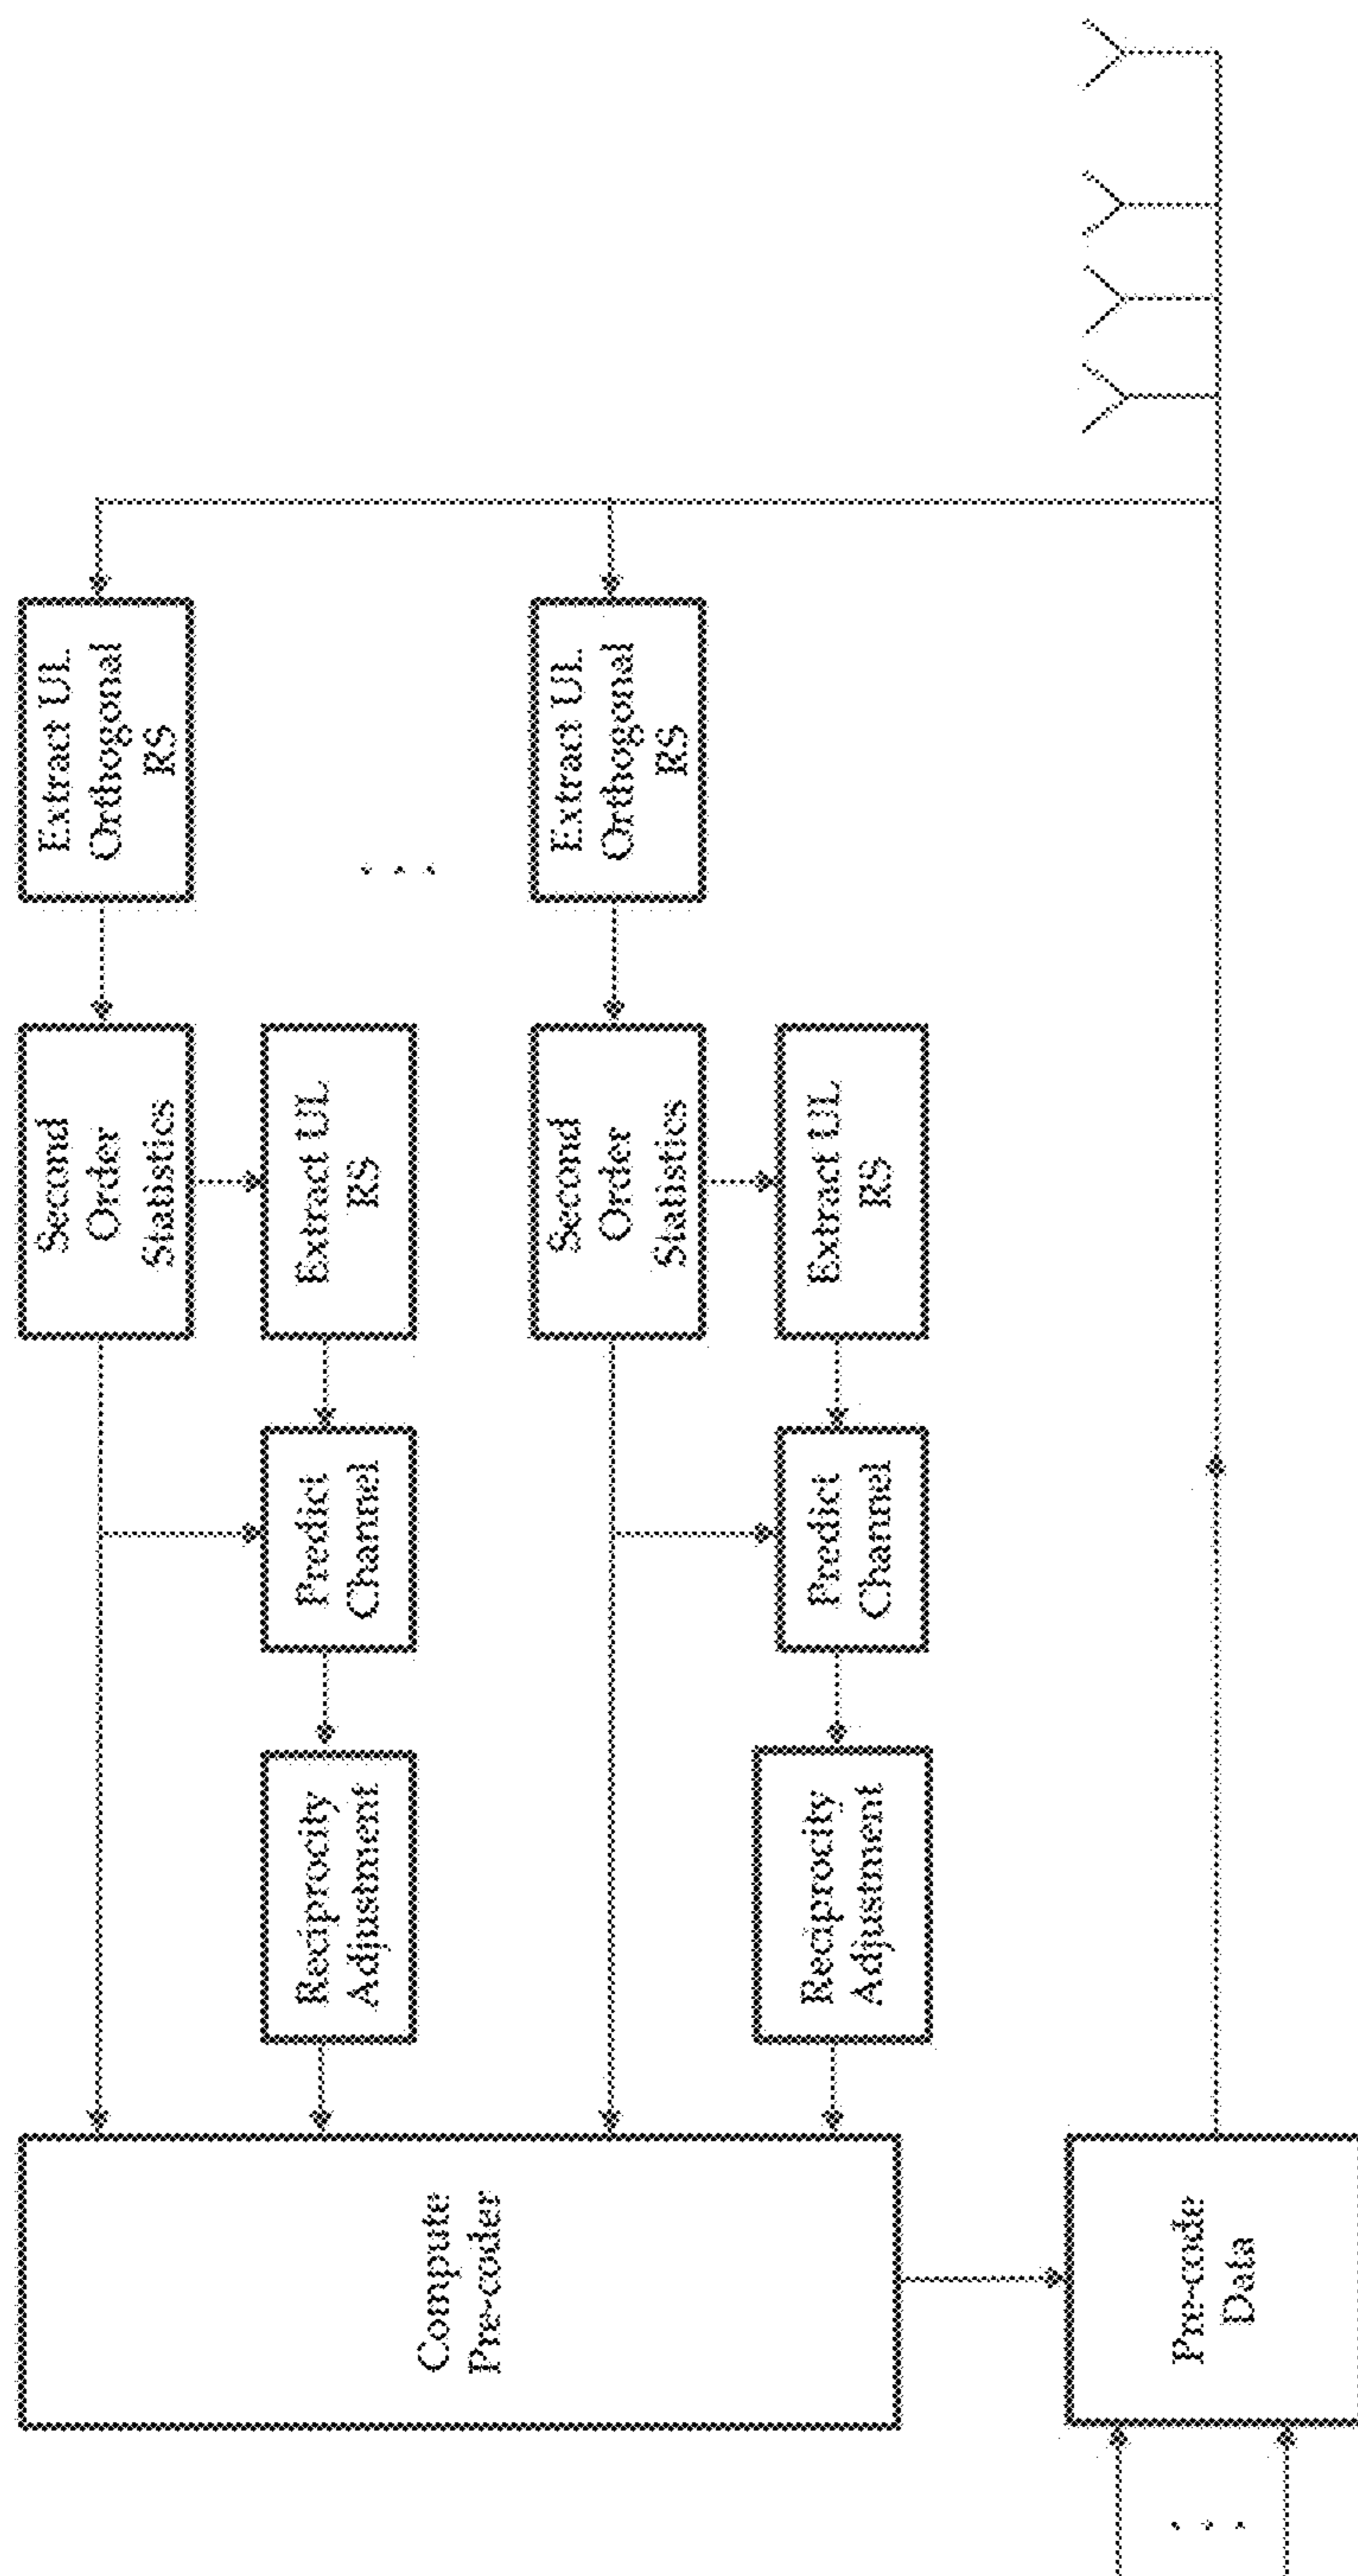 Extract UL
Orthogonal
RS
Second
Order
Statistics
Extract UL
RS
Predict
Channel
Reciprocity
Adjustment
Extract UL
Orthogonal
RS
. . .
Second
Order
Statistics
Extract UL
RS
Predict
Channel
Reciprocity
Adjustment
Compute
Pre-coder
Pre-code
Data
. . .